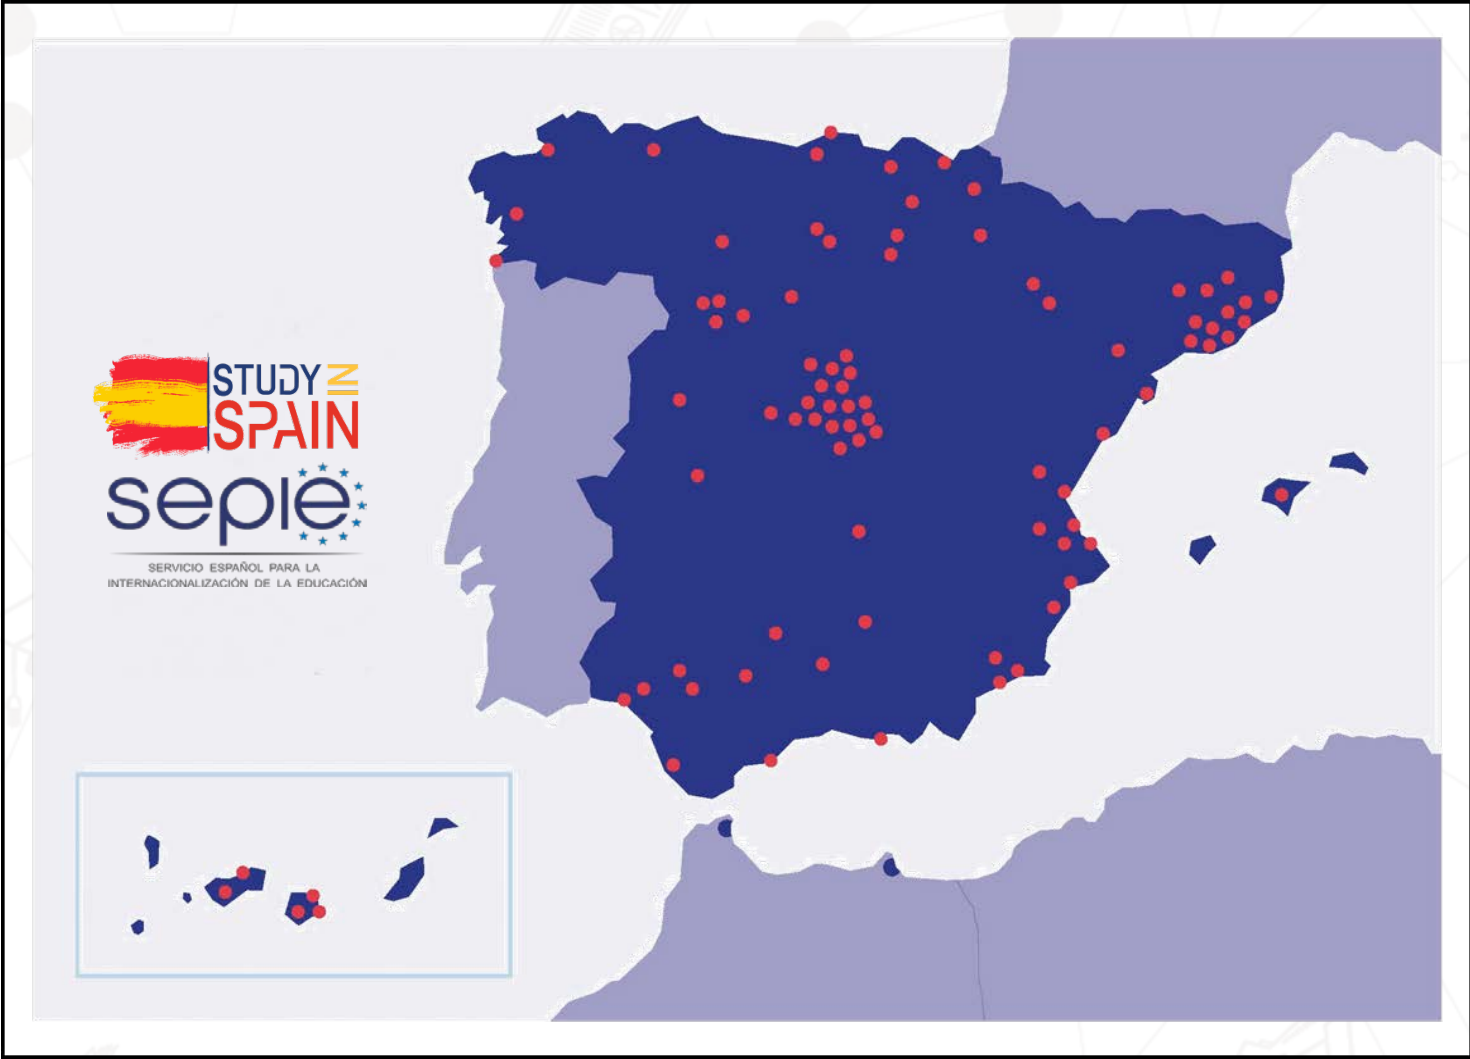 STUDY IN
SPAIN
sepie
SERVICIO ESPAÑOL PARA LA
INTERNACIONALIZACIÓN DE LA EDUCACIÓN